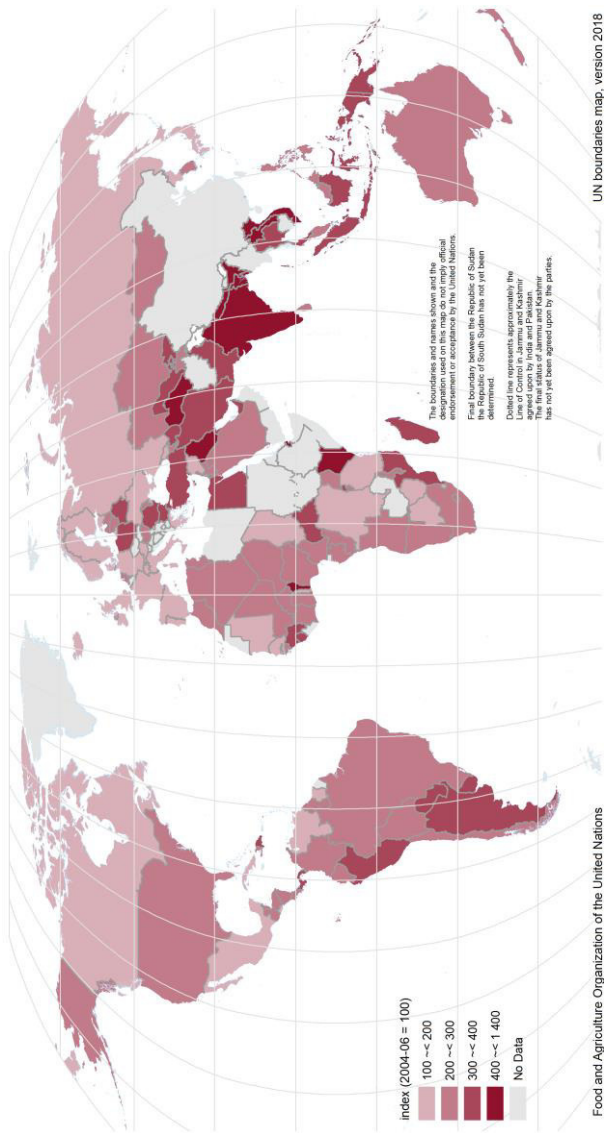 The boundaries and names shown and the
designation used on this map do not imply official
endorsement or acceptance by the United Nations.
Final boundary between the Republic of Sudan
the Republic of South Sudan has not yet been
determined.
Dotted line represents approximately the
Line of Control in Jammu and Kashmir
agreed upon by India and Pakistan.
The final status of Jammu and Kashmir
has not yet been agreed upon by the parties.
index (2004-06 = 100)
100 ~< 200
200 ~< 300
300 ~< 400
400 ~< 1 400
No Data
Food and Agriculture Organization of the United Nations
UN boundaries map, version 2018